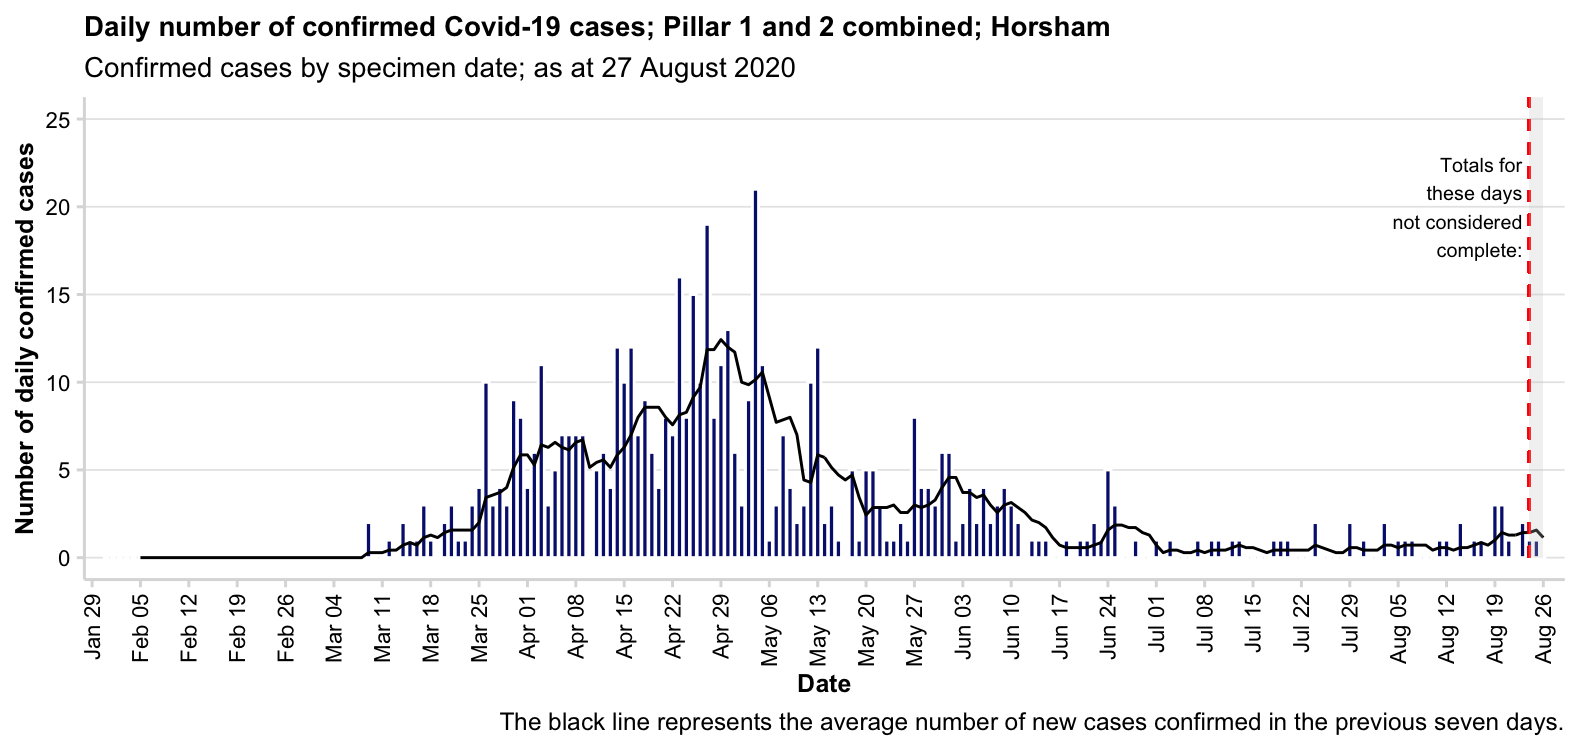 Daily number of confirmed Covid-19 cases; Pillar 1 and 2 combined; Horsham
Confirmed cases by specimen date; as at 27 August 2020
Number of daily confirmed cases
25
20
15
10
5
0
Totals for
these days
not considered
complete:
Jan 29
Feb 05
Feb 12
Feb 19
Feb 26
Mar 04
Mar 11
Mar 18
Mar 25
Apr 01
Apr 08
Apr 15
Apr 22
Apr 29
May 06
May 13
May 20
May 27
Jun 03
Jun 10
Jun 17
Jun 24
Jul 01
Jul 08
Jul 15
Jul 22
Jul 29
Aug 05
Aug 12
Aug 19
Aug 26
Date
The black line represents the average number of new cases confirmed in the previous seven days.